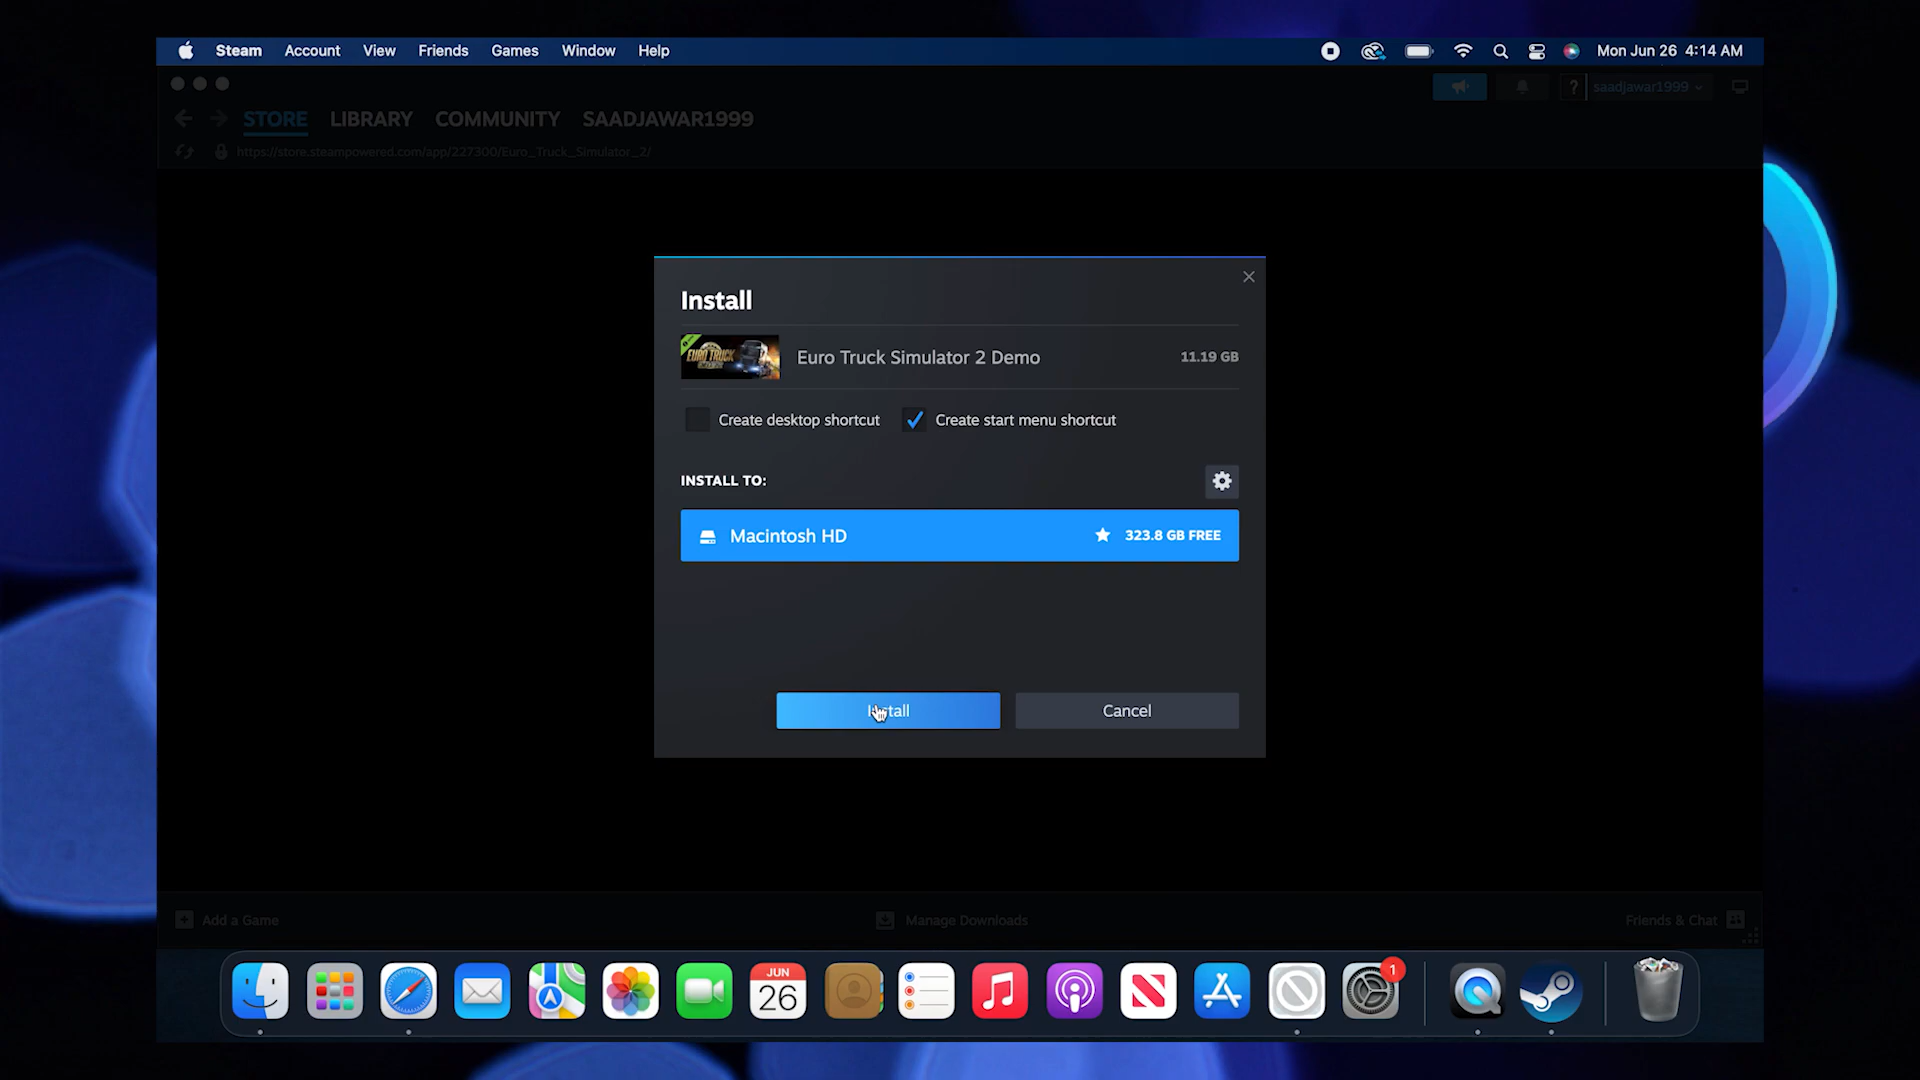 Steam Account View Friends Games Window Help Mon Jun 26 4:14 AM
? saadjawar1999
STORE LIBRARY COMMUNITY SAADJAWAR1999
https://store.steampowered.com/app/227300/Euro_Truck_Simulator_2/
Install
EURO TRUCK
Euro Truck Simulator 2 Demo 11.19 GB
Create desktop shortcut Create start menu shortcut
INSTALL TO:
Macintosh HD 323.8 GB FREE
Install Cancel
Add a Game Manage Downloads Friends & Chat
JUN
26
1